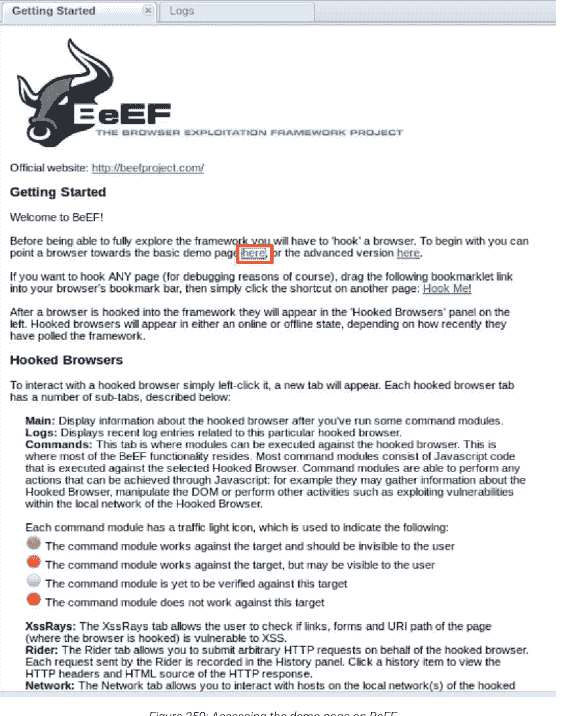 Getting Started
Logs
BeEF
THE BROWSER EXPLOITATION FRAMEWORK PROJECT
Official website: http://beefproject.com/
Getting Started
Welcome to BeEF!
Before being able to fully explore the framework you will have to 'hook' a browser. To begin with you can
point a browser towards the basic demo page here, or the advanced version here.
If you want to hook ANY page (for debugging reasons of course), drag the following bookmarklet link
into your browser's bookmark bar, then simply click the shortcut on another page: Hook Me!
After a browser is hooked into the framework they will appear in the 'Hooked Browsers' panel on the
left. Hooked browsers will appear in either an online or offline state, depending on how recently they
have polled the framework.
Hooked Browsers
To interact with a hooked browser simply left-click it, a new tab will appear. Each hooked browser tab
has a number of sub-tabs, described below:
Main: Display information about the hooked browser after you've run some command modules.
Logs: Displays recent log entries related to this particular hooked browser.
Commands: This tab is where modules can be executed against the hooked browser. This is
where most of the BeEF functionality resides. Most command modules consist of Javascript code
that is executed against the selected Hooked Browser. Command modules are able to perform any
actions that can be achieved through Javascript: for example they may gather information about the
Hooked Browser, manipulate the DOM or perform other activities such as exploiting vulnerabilities
within the local network of the Hooked Browser.
Each command module has a traffic light icon, which is used to indicate the following:
The command module works against the target and should be invisible to the user
The command module works against the target, but may be visible to the user
The command module is yet to be verified against this target
The command module does not work against this target
XssRays: The XssRays tab allows the user to check if links, forms and URI path of the page
(where the browser is hooked) is vulnerable to XSS.
Rider: The Rider tab allows you to submit arbitrary HTTP requests on behalf of the hooked browser.
Each request sent by the Rider is recorded in the History panel. Click a history item to view the
HTTP headers and HTML source of the HTTP response.
Network: The Network tab allows you to interact with hosts on the local network(s) of the hooked
Figure 259: Accessing the demo page on BeEF